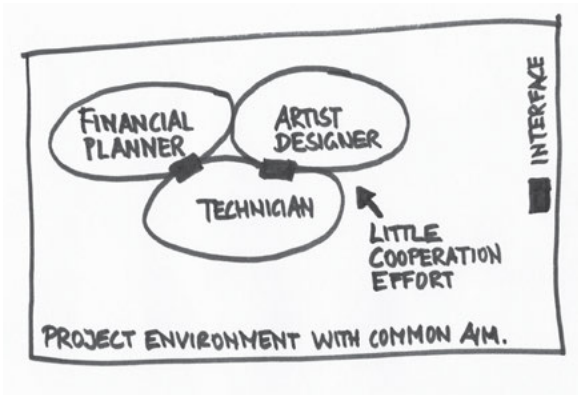 FINANCIAL
PLANNER
ARTIST
DESIGNER
TECHNICIAN
INTERFACE
LITTLE
COOPERATION
EFFORT
PROJECT ENVIRONMENT WITH COMMON AIM.